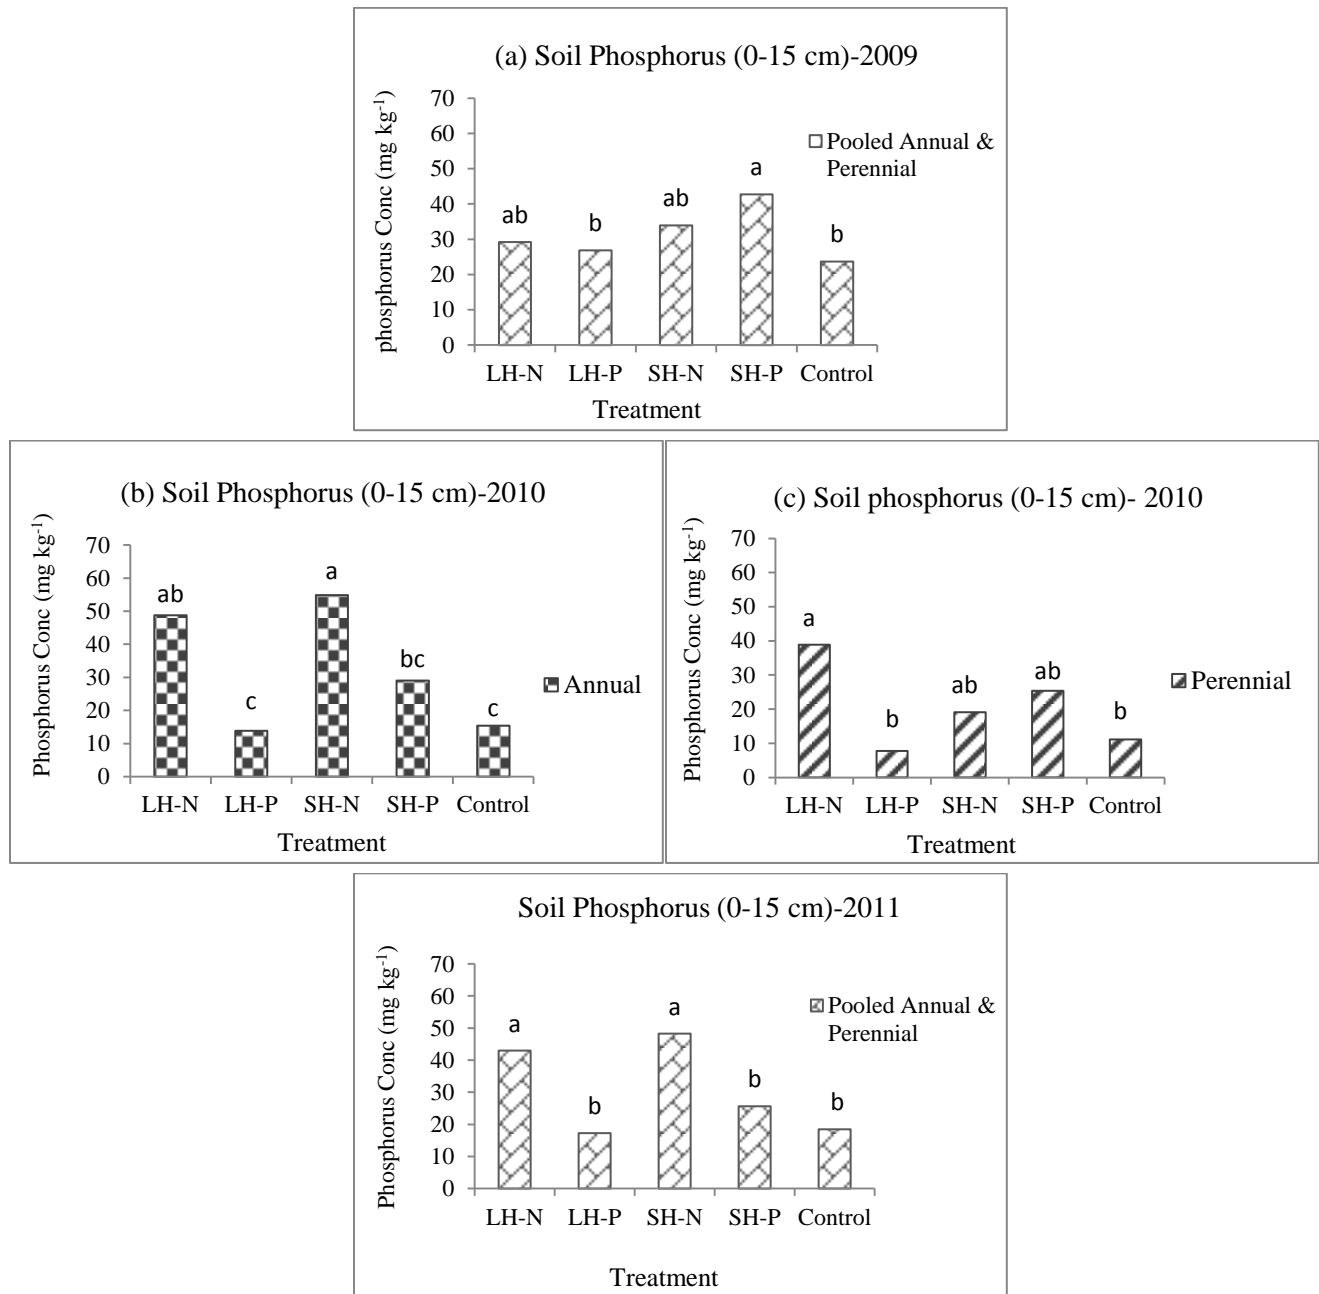 (a) Soil Phosphorus (0-15 cm)-2009
phosphorus Conc (mg kg-1)
70
60
50
40
30
20
10
0
ab
b
ab
a
b
LH-N LH-P SH-N SH-P Control
Treatment
Pooled Annual &
Perennial
(b) Soil Phosphorus (0-15 cm)-2010
Phosphorus Conc (mg kg-1)
70
60
50
40
30
20
10
0
ab
c
a
bc
c
LH-N LH-P SH-N SH-P Control
Treatment
Annual
(c) Soil phosphorus (0-15 cm)- 2010
Phosphorus Conc (mg kg-1)
70
60
50
40
30
20
10
0
a
b
ab
ab
b
LH-N LH-P SH-N SH-P Control
Treatment
Perennial
Soil Phosphorus (0-15 cm)-2011
Phosphorus Conc (mg kg-1)
70
60
50
40
30
20
10
0
a
b
a
b
b
LH-N LH-P SH-N SH-P Control
Treatment
Pooled Annual &
Perennial